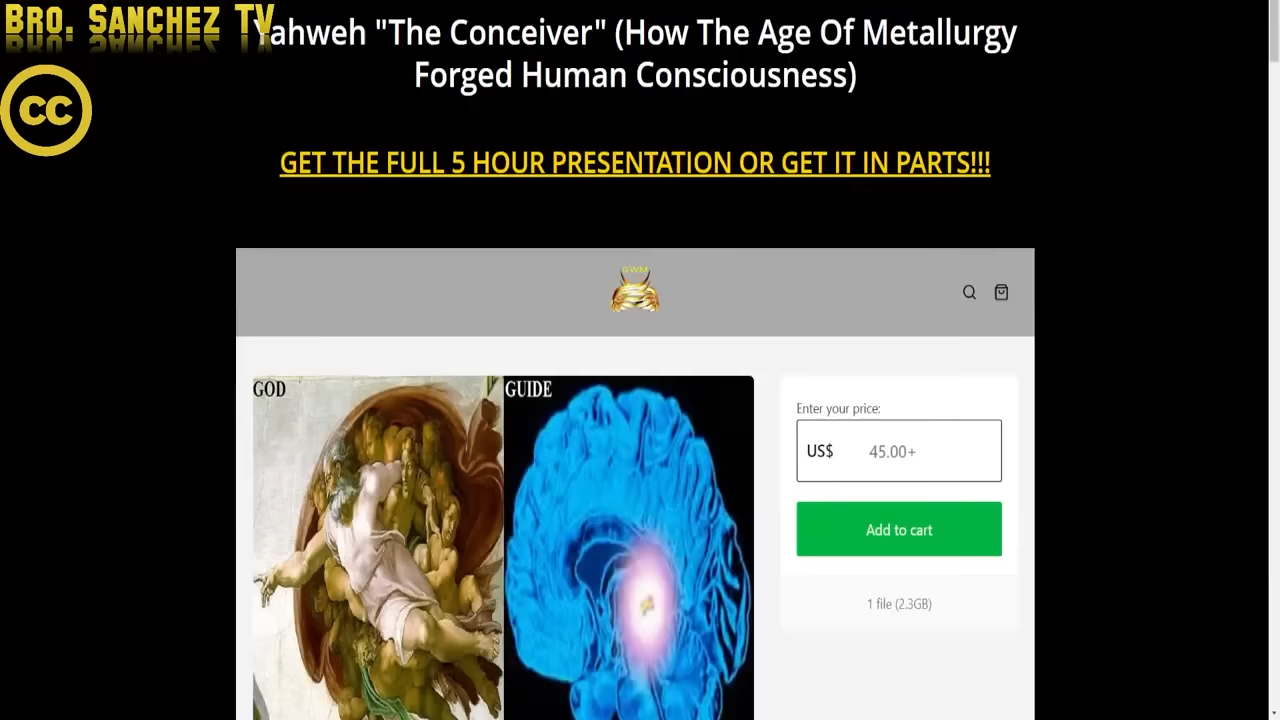 BRO. SANCHEZ TV
CC
ahweh "The Conceiver" (How The Age Of Metallurgy
Forged Human Consciousness)
GET THE FULL 5 HOUR PRESENTATION OR GET IT IN PARTS!!!
GWM
GOD
GUIDE
Enter your price:
US$ 45.00+
Add to cart
1 file (2.3GB)